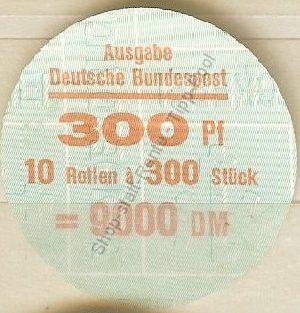 Ausgabe
Deutsche Bundespost
300 Pf
10 Rollen à 300 Stück
= 9000 DM